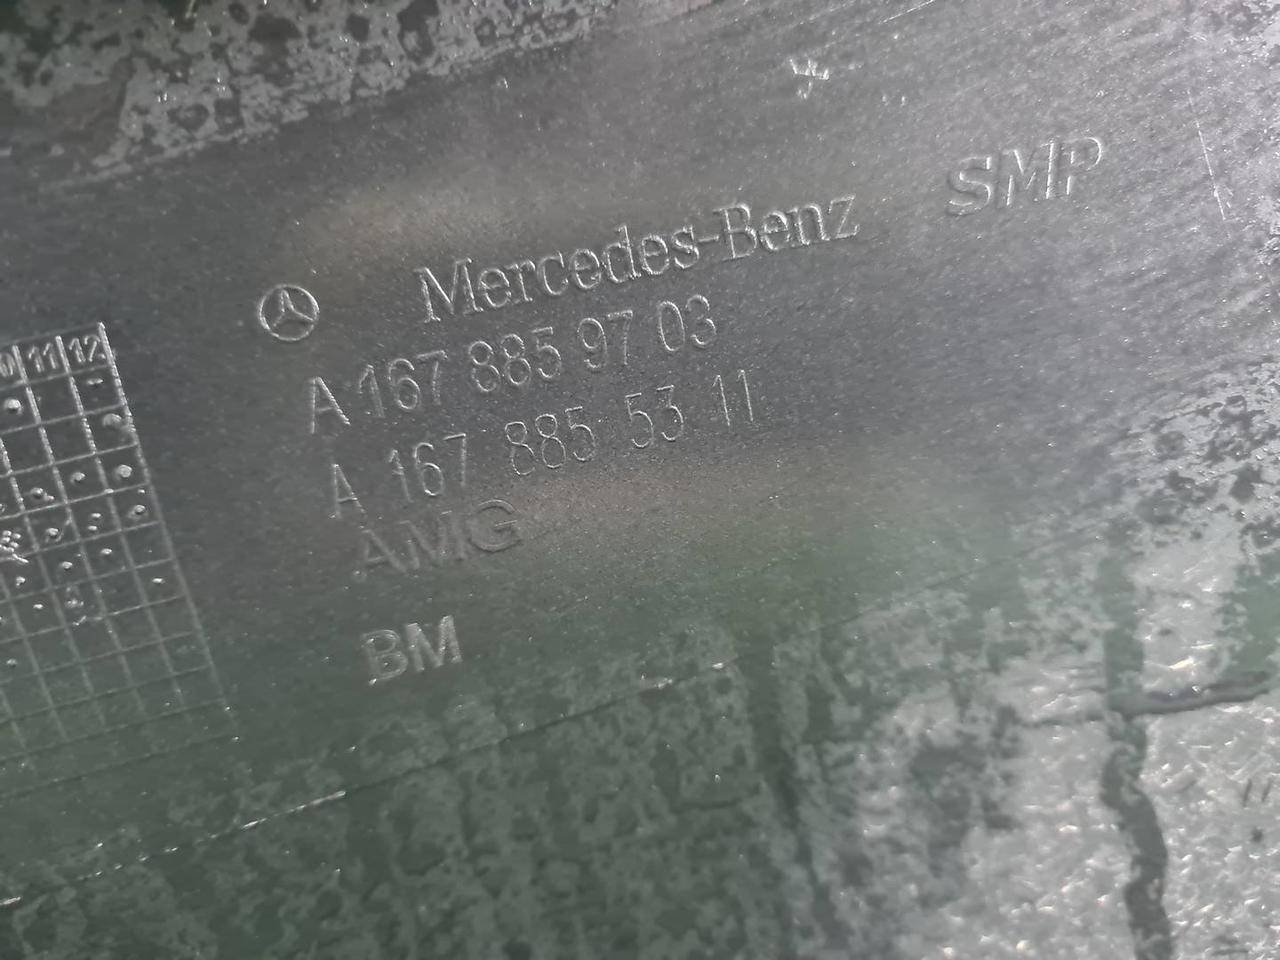 SMP
Mercedes-Benz
A 167 885 97 03
A 167 885 53 11
AMG
BM
11 12